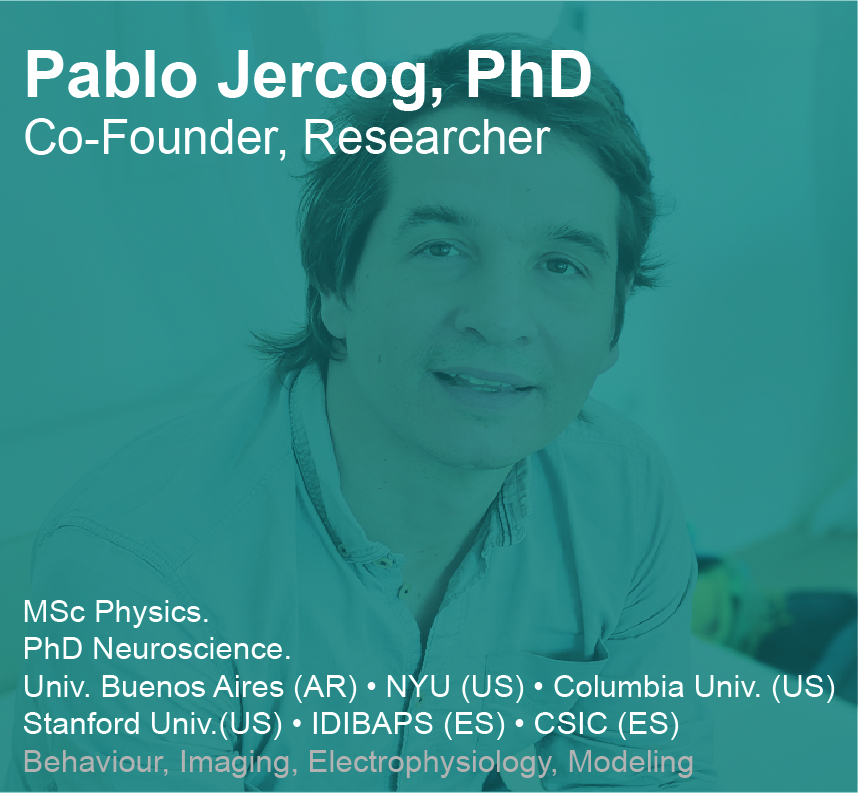 Pablo Jercog, PhD
Co-Founder, Researcher
MSc Physics.
PhD Neuroscience.
Univ. Buenos Aires (AR) • NYU (US) • Columbia Univ. (US)
Stanford Univ.(US) • IDIBAPS (ES) • CSIC (ES)
Behaviour, Imaging, Electrophysiology, Modeling